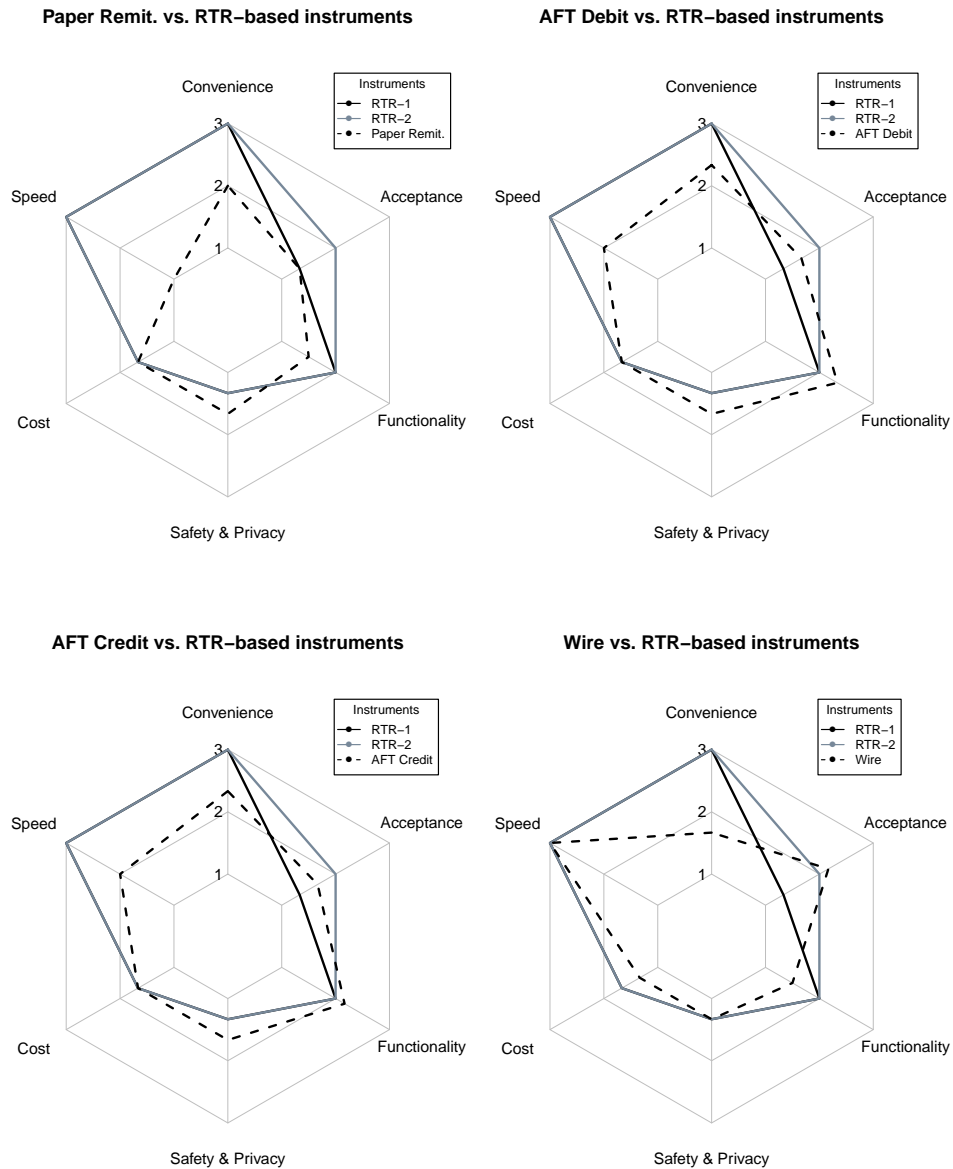 Paper Remit. vs. RTR−based instruments
Convenience
Instruments
RTR−1
RTR−2
Paper Remit.
3
2
1
Speed
Acceptance
Cost
Functionality
Safety & Privacy
AFT Debit vs. RTR−based instruments
Convenience
Instruments
RTR−1
RTR−2
AFT Debit
3
2
1
Speed
Acceptance
Cost
Functionality
Safety & Privacy
AFT Credit vs. RTR−based instruments
Convenience
Instruments
RTR−1
RTR−2
AFT Credit
3
2
1
Speed
Acceptance
Cost
Functionality
Safety & Privacy
Wire vs. RTR−based instruments
Convenience
Instruments
RTR−1
RTR−2
Wire
3
2
1
Speed
Acceptance
Cost
Functionality
Safety & Privacy